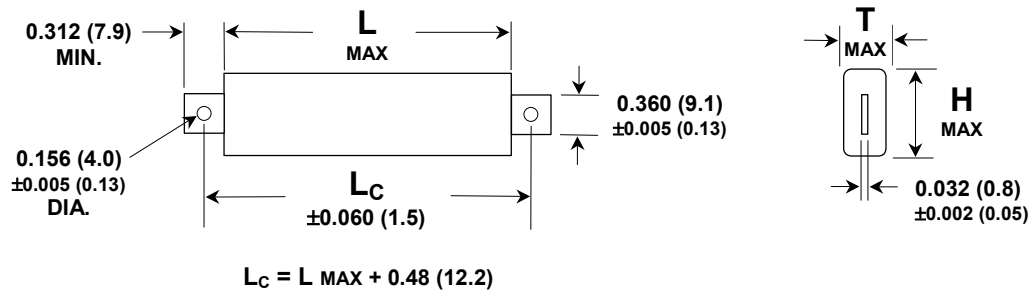 0.312 (7.9)
MIN.
L
MAX
T
MAX
0.360 (9.1)
±0.005 (0.13)
H
MAX
0.156 (4.0)
±0.005 (0.13)
DIA.
LC
±0.060 (1.5)
0.032 (0.8)
±0.002 (0.05)
LC = L MAX + 0.48 (12.2)